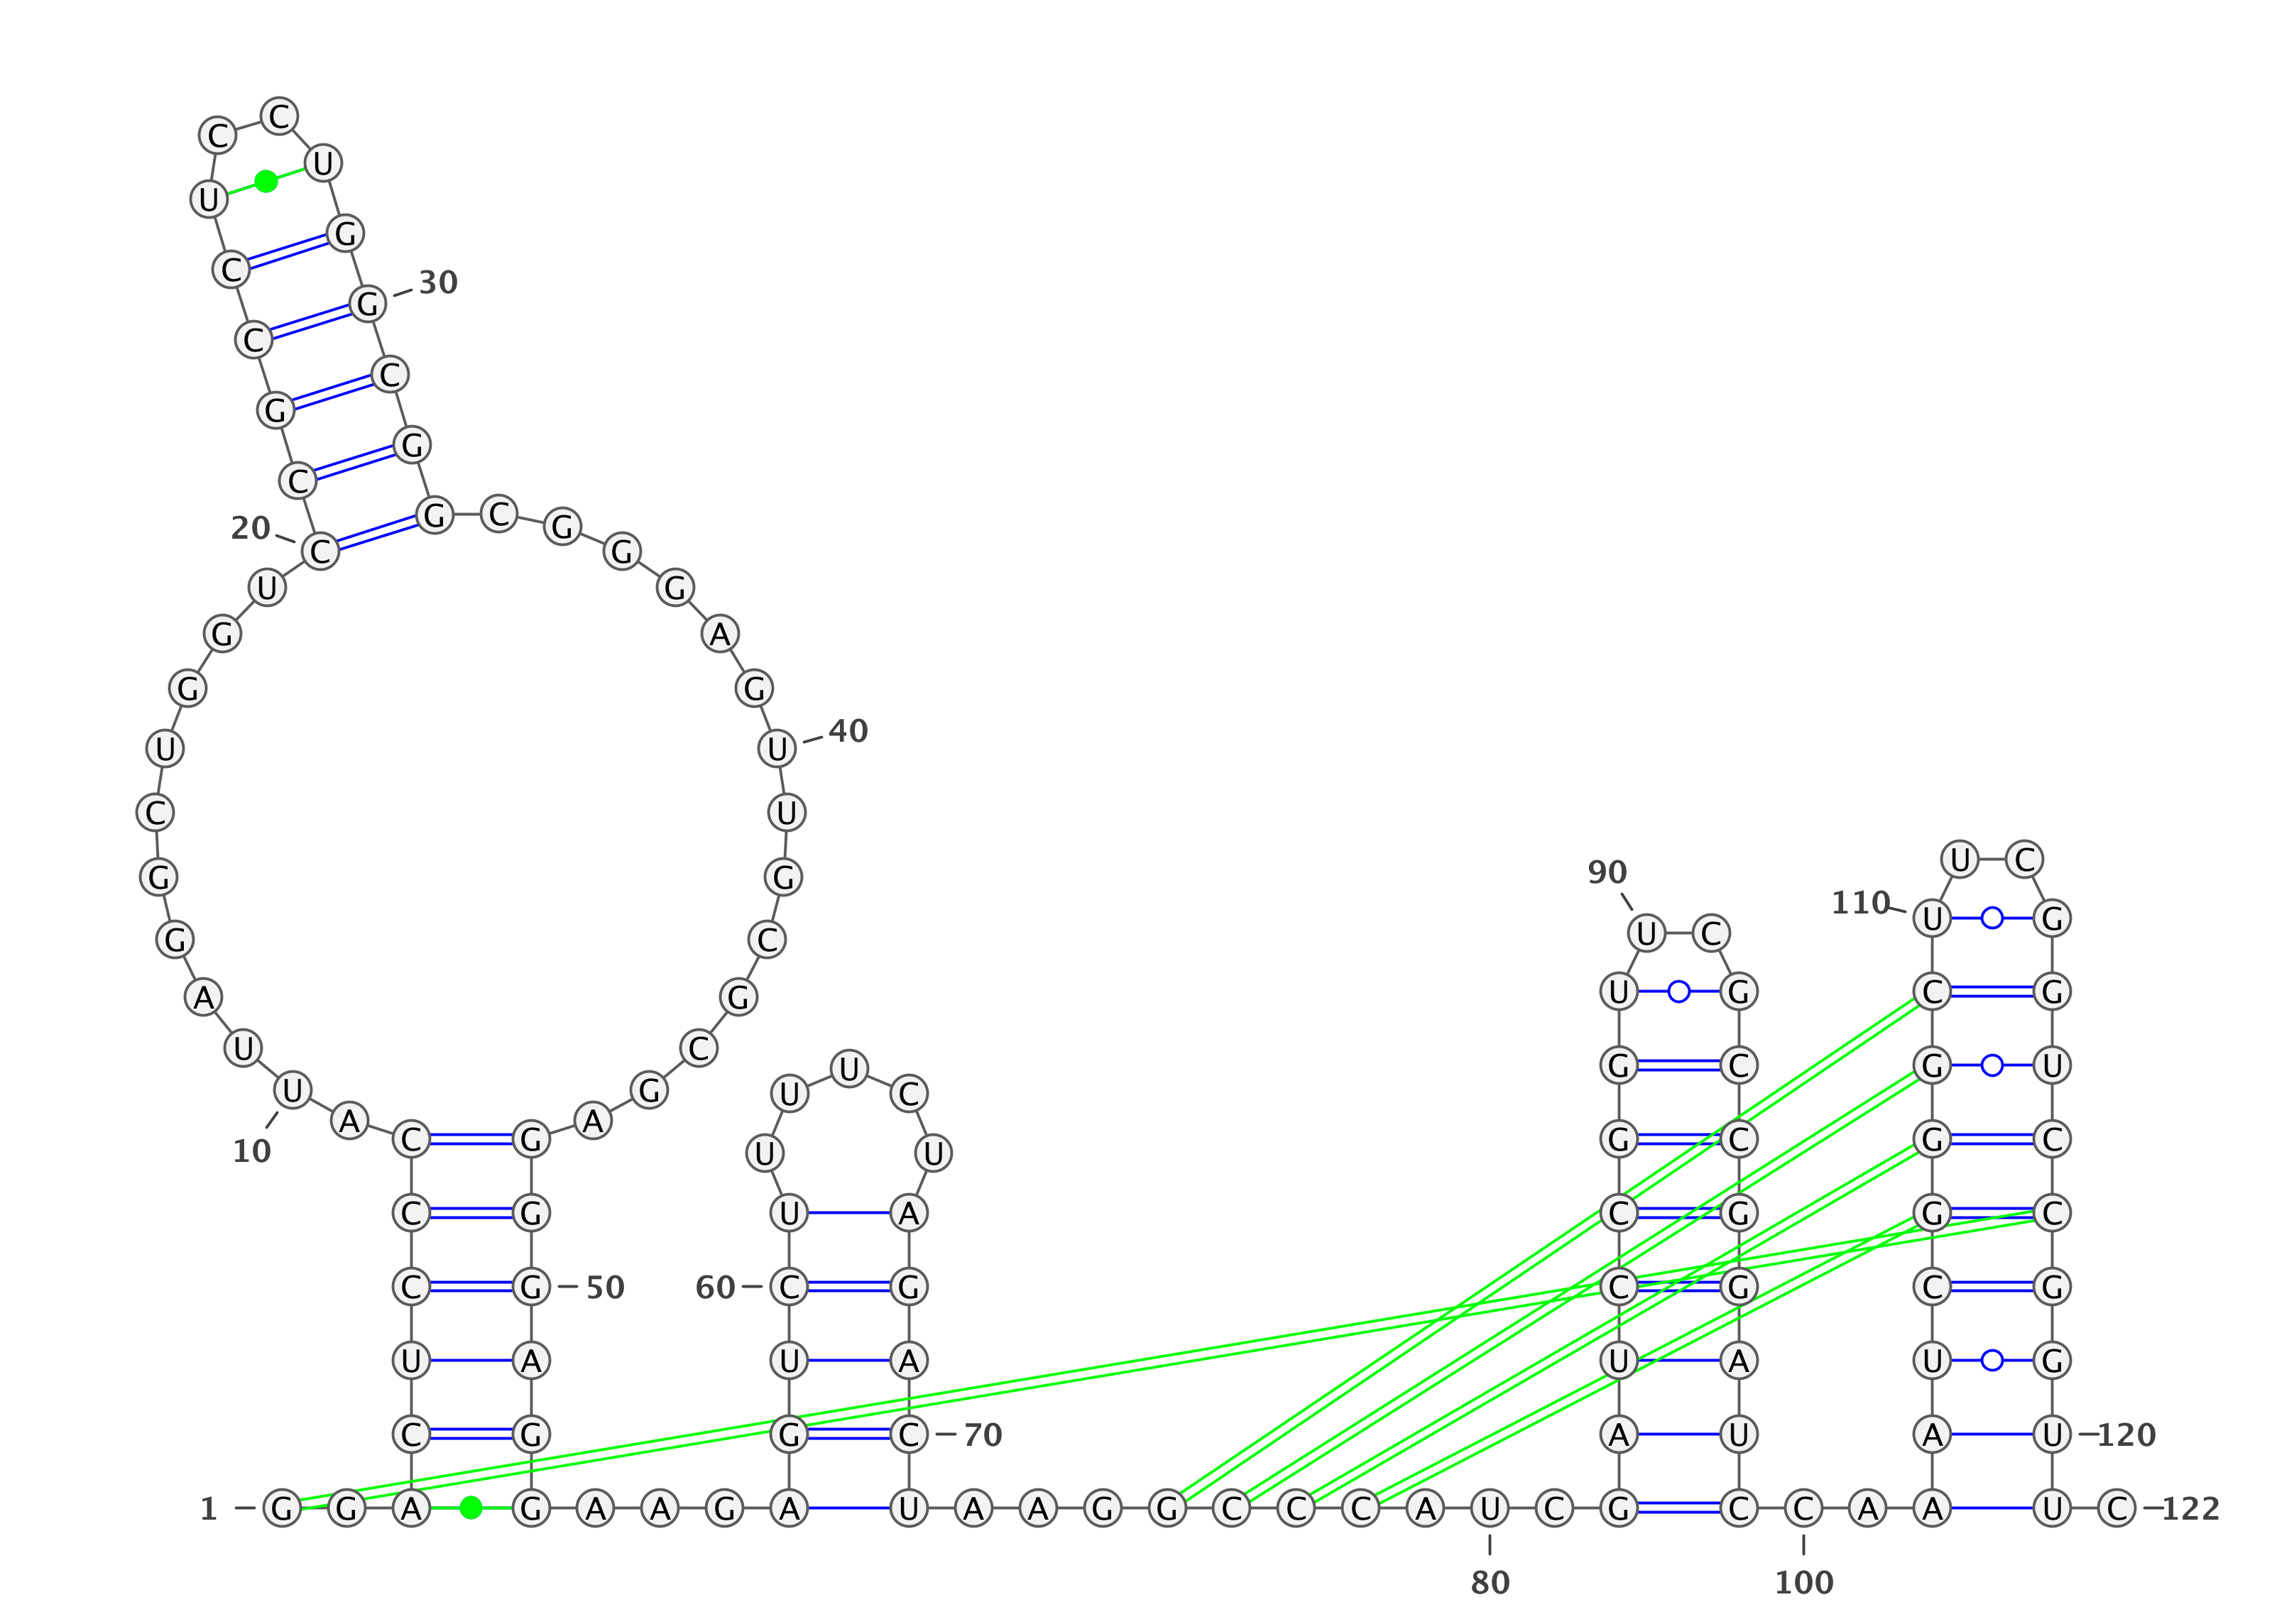 C
C
U
U
G
C
30
G
C
C
G
G
C
G C
G
20
C G
U G
G A
G G
40
U U
C U
U C
90
G G
110
U G
U C
G C
U G C G
A G
U C
U G C G U
U G U C
A A
C G G C G C
10 U U
C G U A C G G C
C G 50 60 C G C G C G
U A U A U A U G
C G G C 70 A U A U 120
1 G G A G A A G A U A A G G C C C A U C G C C A A U C 122
80 100